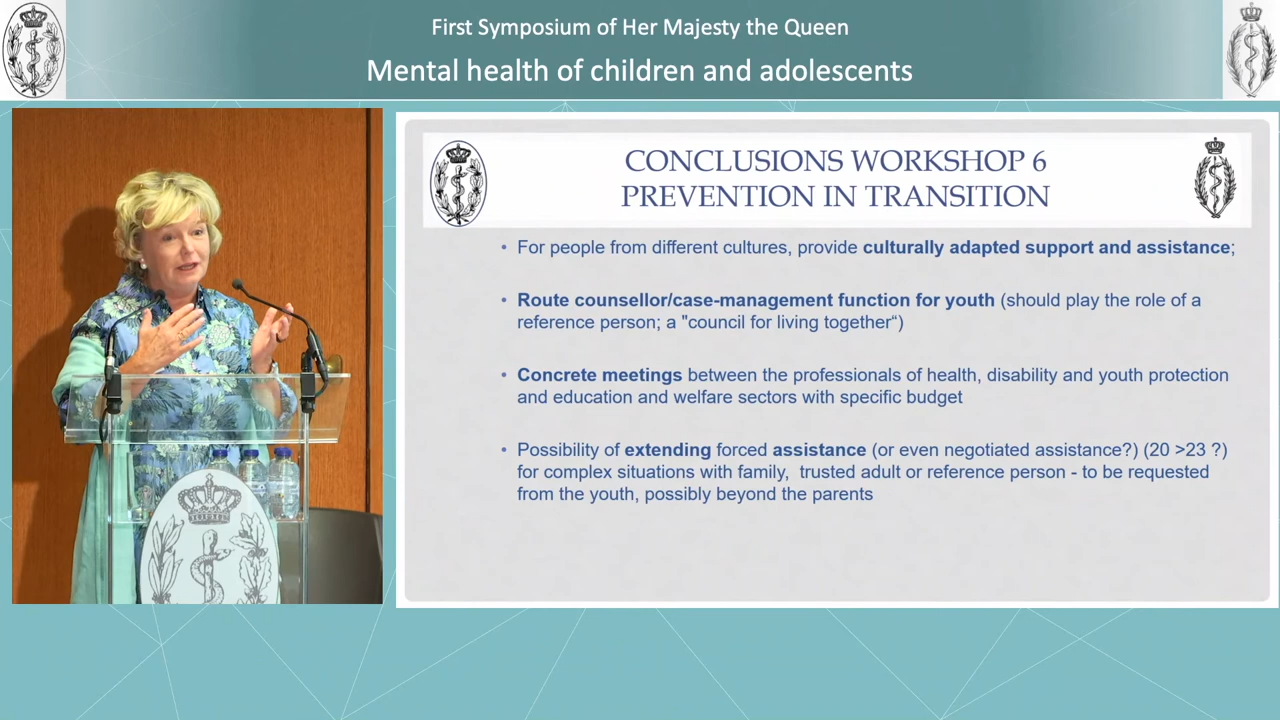 First Symposium of Her Majesty the Queen
Mental health of children and adolescents
CONCLUSIONS WORKSHOP 6
PREVENTION IN TRANSITION
• For people from different cultures, provide culturally adapted support and assistance;
• Route counsellor/case-management function for youth (should play the role of a
reference person; a "council for living together“)
• Concrete meetings between the professionals of health, disability and youth protection
and education and welfare sectors with specific budget
• Possibility of extending forced assistance (or even negotiated assistance?) (20 >23 ?)
for complex situations with family, trusted adult or reference person - to be requested
from the youth, possibly beyond the parents